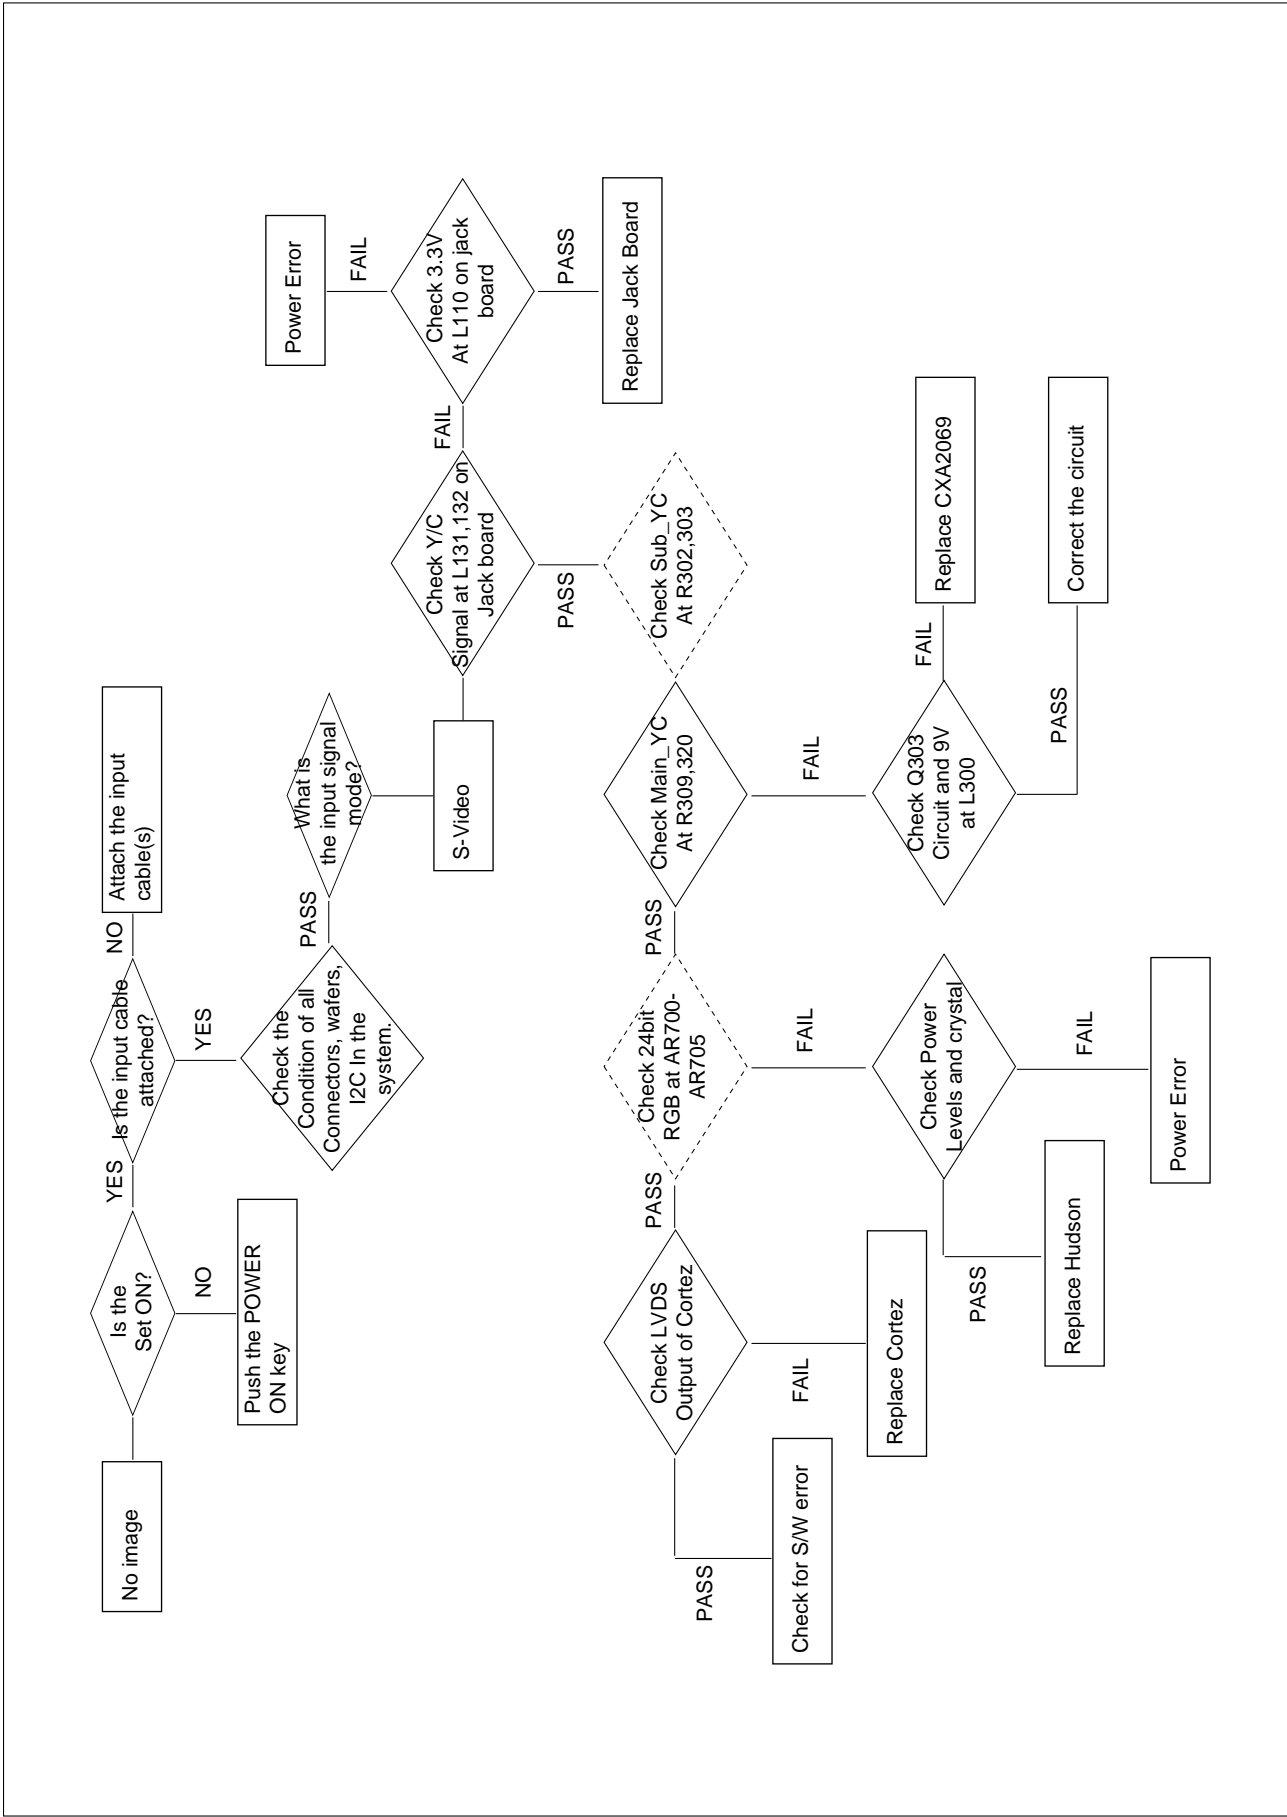 No image
Is the
Set ON?
YES
NO
Push the POWER
ON key
Is the input cable
attached?
NO
Attach the input
cable(s)
YES
Check the
Condition of all
Connectors, wafers,
I2C In the
system.
PASS
What is
the input signal
mode?
S-Video
Check Y/C
Signal at L131,132 on
Jack board
FAIL
Check 3.3V
At L110 on jack
board
FAIL
Power Error
PASS
Replace Jack Board
PASS
Check Sub_YC
At R302,303
Check Main_YC
At R309,320
FAIL
Check Q303
Circuit and 9V
at L300
FAIL
Replace CXA2069
PASS
Correct the circuit
PASS
Check 24bit
RGB at AR700-
AR705
FAIL
Check Power
Levels and crystal
FAIL
Power Error
PASS
Replace Hudson
PASS
Check LVDS
Output of Cortez
FAIL
Replace Cortez
PASS
Check for S/W error